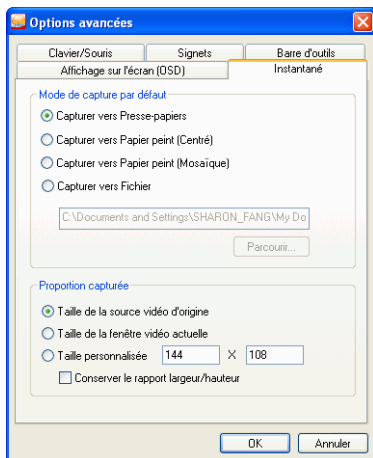 Options avancées
Clavier/Souris Signets Barre d'outils
Affichage sur l'écran (OSD) Instantané
Mode de capture par défaut
Capturer vers Presse-papiers
Capturer vers Papier peint (Centré)
Capturer vers Papier peint (Mosaïque)
Capturer vers Fichier
C:\Documents and Settings\SHARON_FANG\My Do
Parcourir...
Proportion capturée
Taille de la source vidéo d'origine
Taille de la fenêtre vidéo actuelle
Taille personnalisée 144 X 108
Conserver le rapport largeur/hauteur
OK Annuler